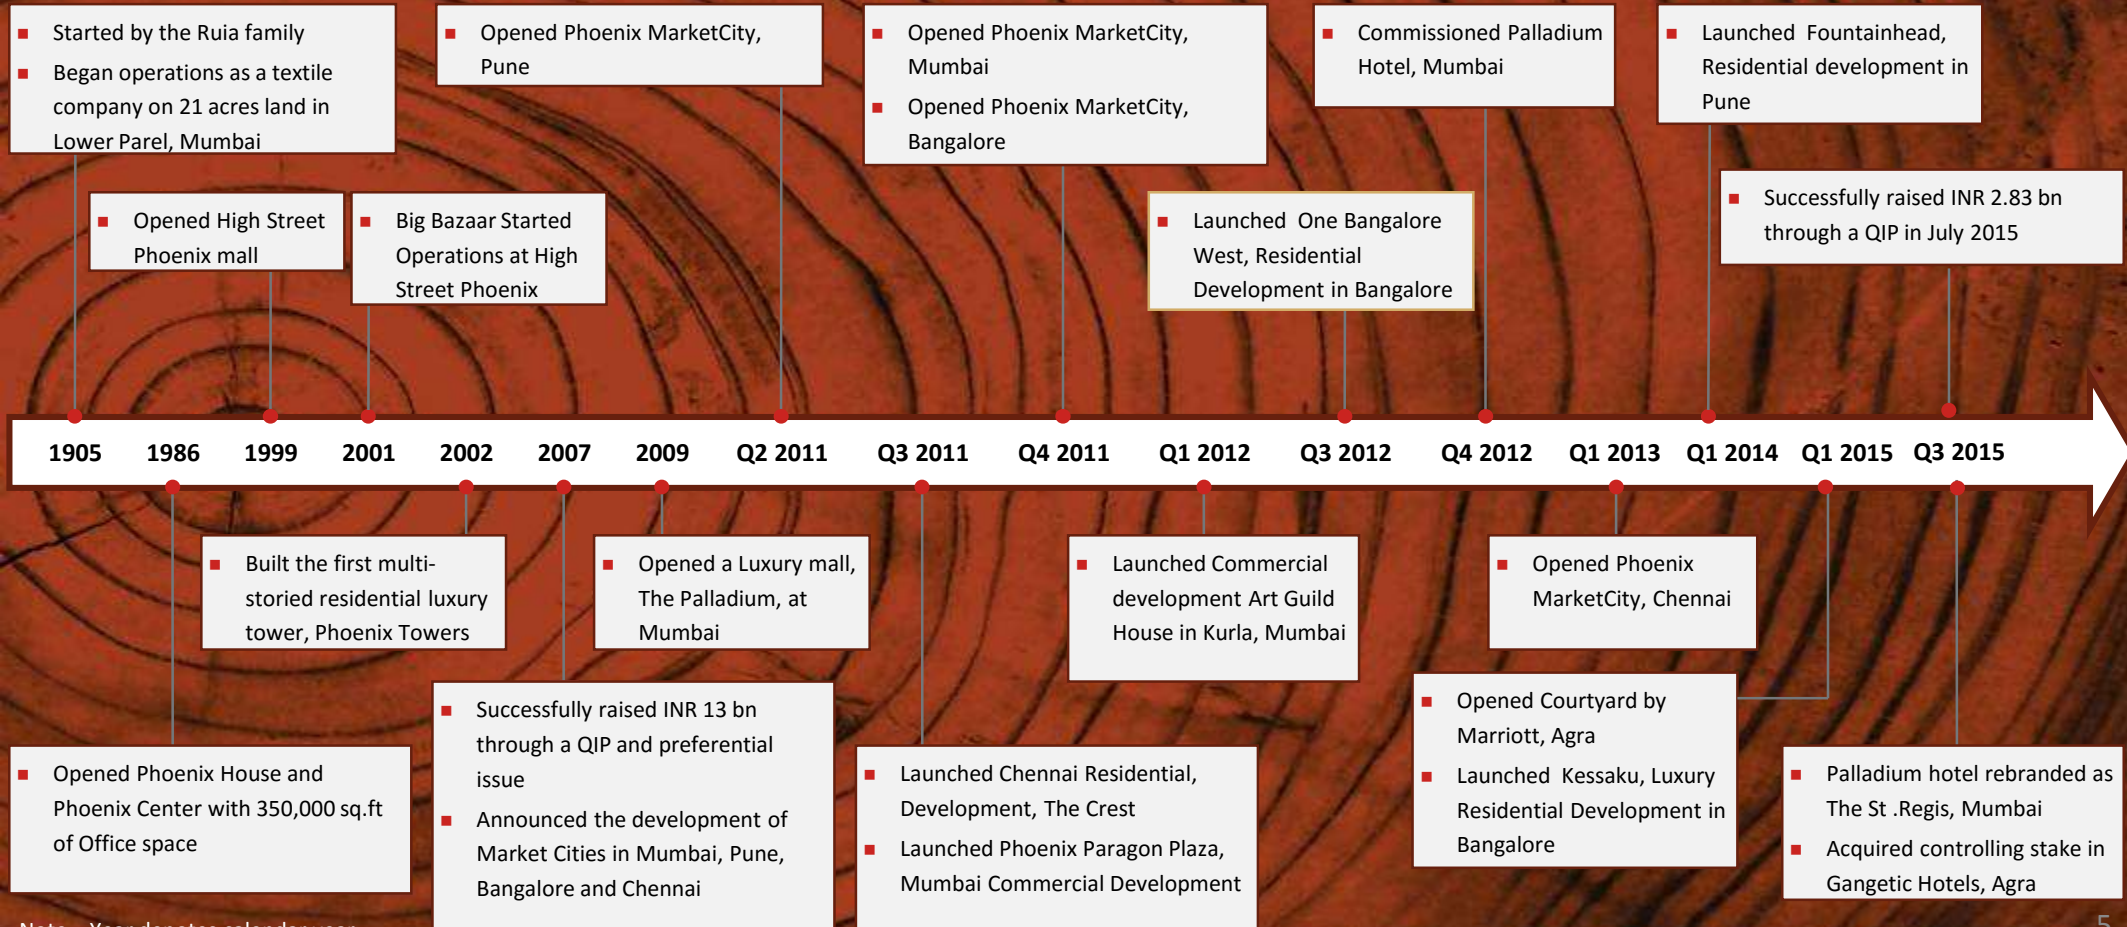 Started by the Ruia family
Began operations as a textile
company on 21 acres land in
Lower Parel, Mumbai
Opened Phoenix MarketCity,
Pune
Opened Phoenix MarketCity,
Mumbai
Opened Phoenix MarketCity,
Bangalore
Commissioned Palladium
Hotel, Mumbai
Launched Fountainhead,
Residential development in
Pune
Opened High Street
Phoenix mall
Big Bazaar Started
Operations at High
Street Phoenix
Launched One Bangalore
West, Residential
Development in Bangalore
Successfully raised INR 2.83 bn
through a QIP in July 2015
1905 1986 1999 2001 2002 2007 2009 Q2 2011 Q3 2011 Q4 2011 Q1 2012 Q3 2012 Q4 2012 Q1 2013 Q1 2014 Q1 2015 Q3 2015
Built the first multi-
storied residential luxury
tower, Phoenix Towers
Opened a Luxury mall,
The Palladium, at
Mumbai
Launched Commercial
development Art Guild
House in Kurla, Mumbai
Opened Phoenix
MarketCity, Chennai
Opened Phoenix House and
Phoenix Center with 350,000 sq.ft
of Office space
Successfully raised INR 13 bn
through a QIP and preferential
issue
Announced the development of
Market Cities in Mumbai, Pune,
Bangalore and Chennai
Launched Chennai Residential,
Development, The Crest
Launched Phoenix Paragon Plaza,
Mumbai Commercial Development
Opened Courtyard by
Marriott, Agra
Launched Kessaku, Luxury
Residential Development in
Bangalore
Palladium hotel rebranded as
The St .Regis, Mumbai
Acquired controlling stake in
Gangetic Hotels, Agra
5